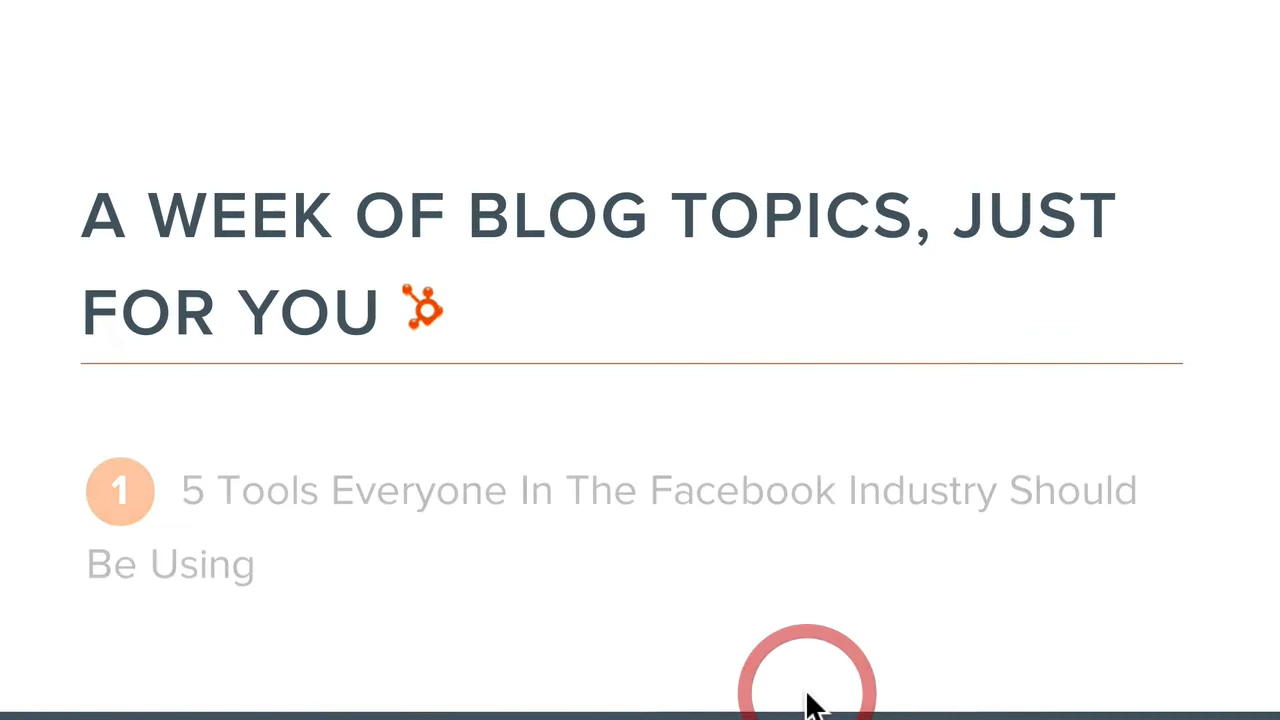 A WEEK OF BLOG TOPICS, JUST
FOR YOU
1 5 Tools Everyone In The Facebook Industry Should
Be Using